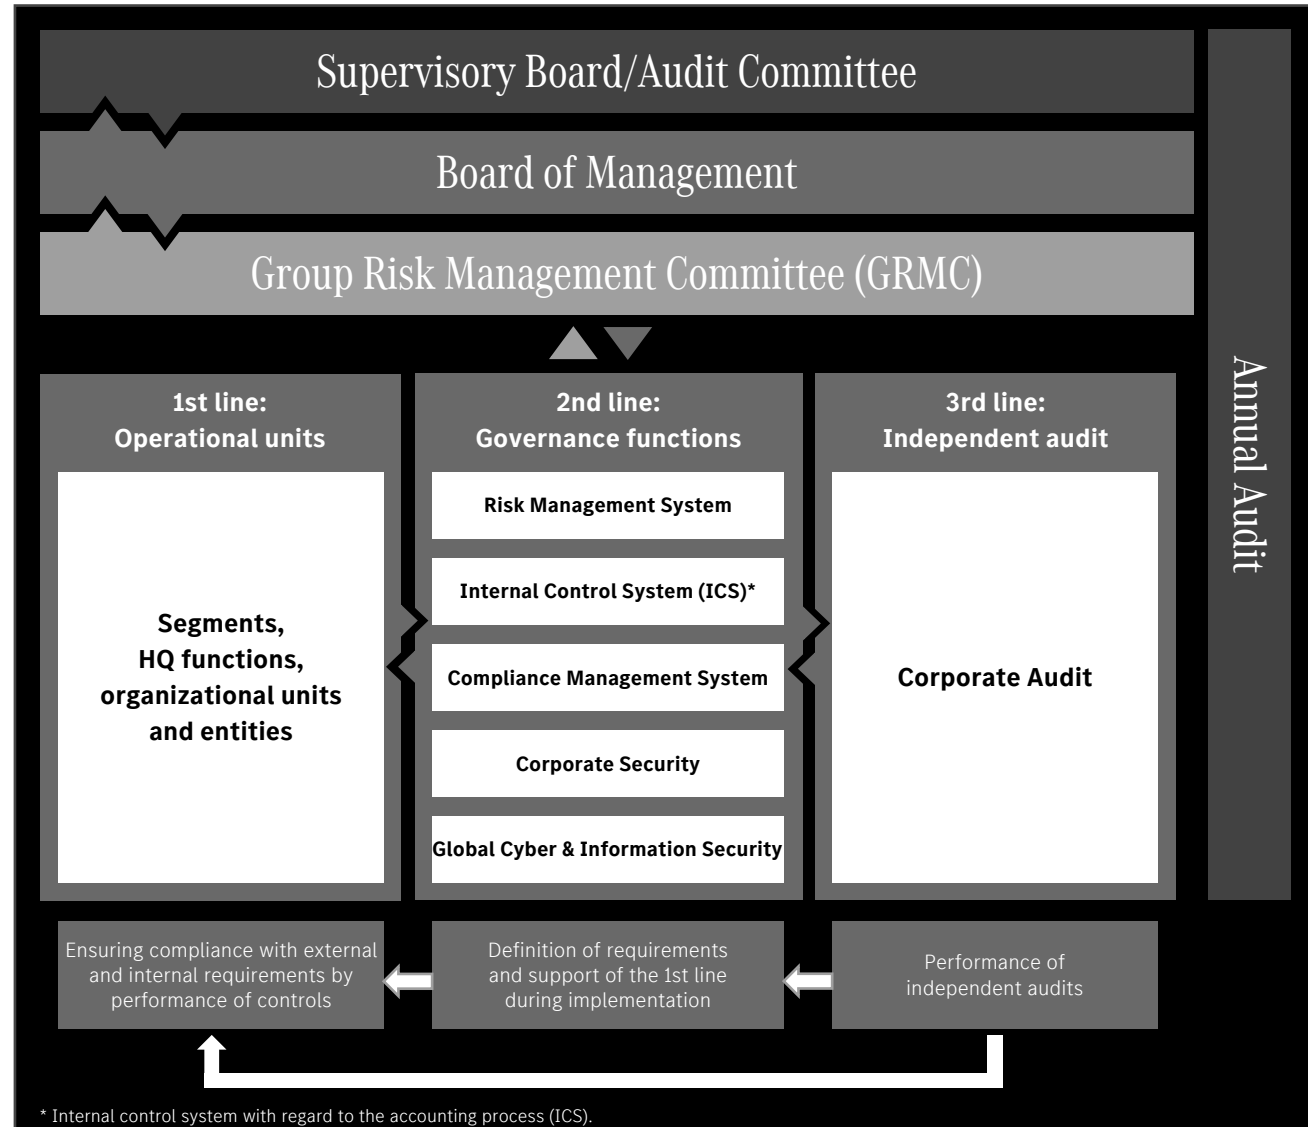 Supervisory Board/Audit Committee
Board of Management
Group Risk Management Committee (GRMC)
1st line:
Operational units
Segments,
HQ functions,
organizational units
and entities
2nd line:
Governance functions
Risk Management System
Internal Control System (ICS)*
Compliance Management System
Corporate Security
Global Cyber & Information Security
3rd line:
Independent audit
Corporate Audit
Annual Audit
Ensuring compliance with external
and internal requirements by
performance of controls
Definition of requirements
and support of the 1st line
during implementation
Performance of
independent audits
* Internal control system with regard to the accounting process (ICS).